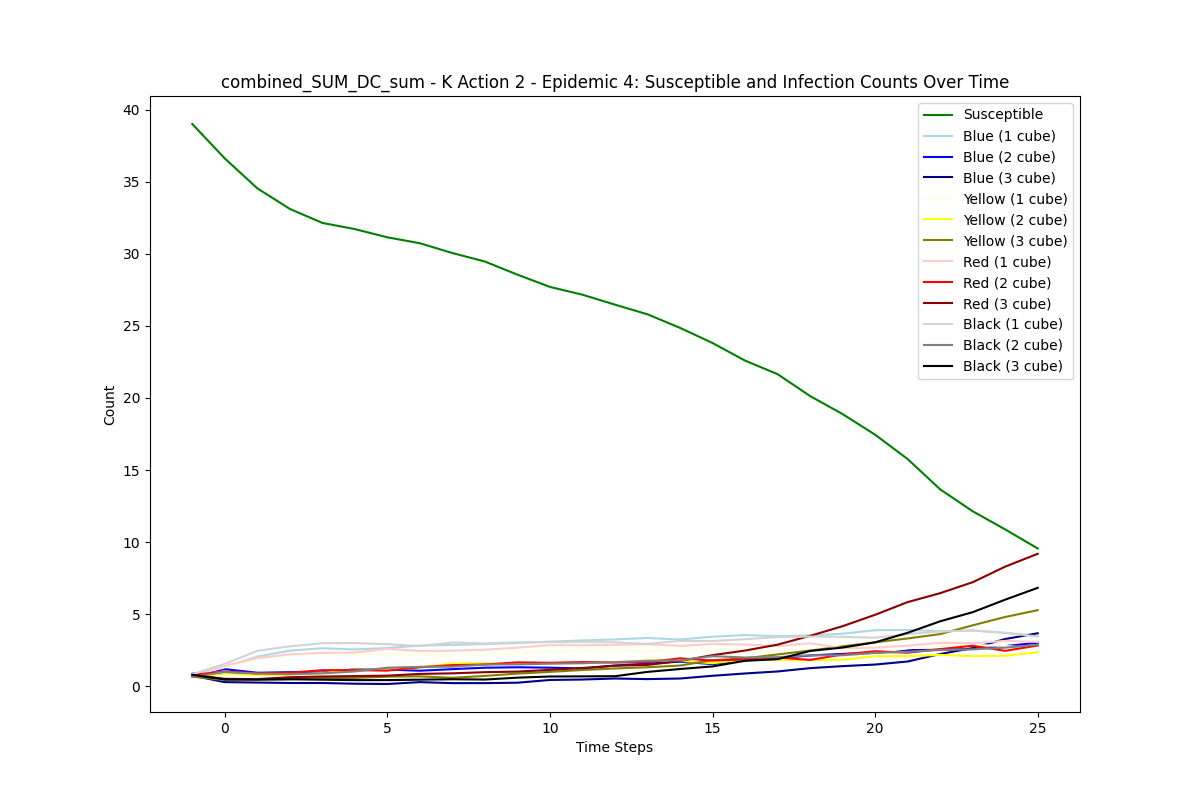 combined_SUM_DC_sum - K Action 2 - Epidemic 4: Susceptible and Infection Counts Over Time
40
35
30
25
20
15
10
5
0
Count
Susceptible
Blue (1 cube)
Blue (2 cube)
Blue (3 cube)
Yellow (1 cube)
Yellow (2 cube)
Yellow (3 cube)
Red (1 cube)
Red (2 cube)
Red (3 cube)
Black (1 cube)
Black (2 cube)
Black (3 cube)
0 5 10 15 20 25
Time Steps